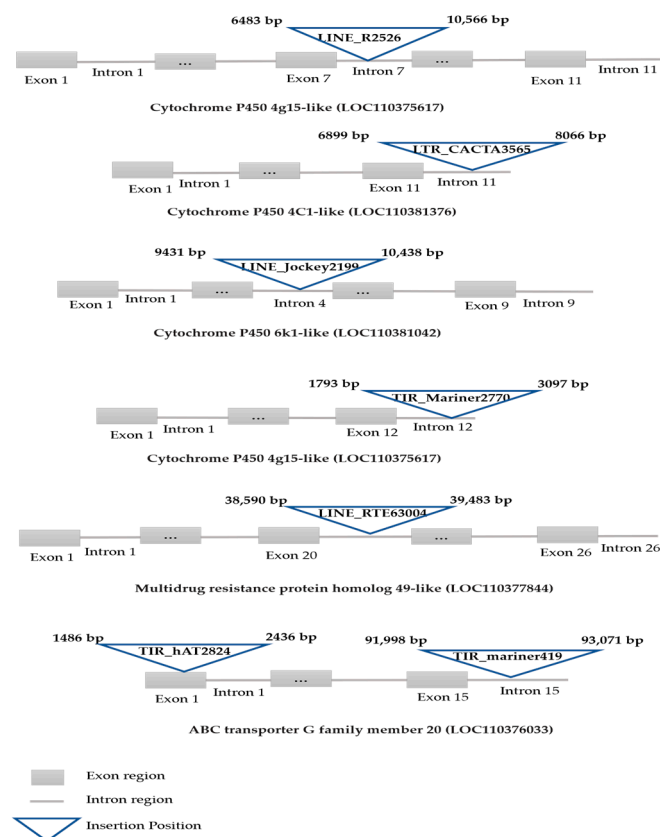 6483 bp 10,566 bp
LINE_R2526
...
...
Exon 1 Intron 1 Exon 7 Intron 7 Exon 11 Intron 11
Cytochrome P450 4g15-like (LOC110375617)
6899 bp 8066 bp
LTR_CACTA3565
...
Exon 1 Intron 1 Exon 11 Intron 11
Cytochrome P450 4C1-like (LOC110381376)
9431 bp 10,438 bp
LINE_Jockey2199
... ...
Exon 1 Intron 1 Intron 4 Exon 9 Intron 9
Cytochrome P450 6k1-like (LOC110381042)
1793 bp 3097 bp
TIR_Mariner2770
...
Exon 1 Intron 1 Exon 12 Intron 12
Cytochrome P450 4g15-like (LOC110375617)
38,590 bp 39,483 bp
LINE_RTE63004
... ...
Exon 1 Intron 1 Exon 20 Exon 26 Intron 26
Multidrug resistance protein homolog 49-like (LOC110377844)
1486 bp 2436 bp 91,998 bp 93,071 bp
TIR_hAT2824 TIR_mariner419
...
Exon 1 Intron 1 Exon 15 Intron 15
ABC transporter G family member 20 (LOC110376033)
Exon region
Intron region
Insertion Position